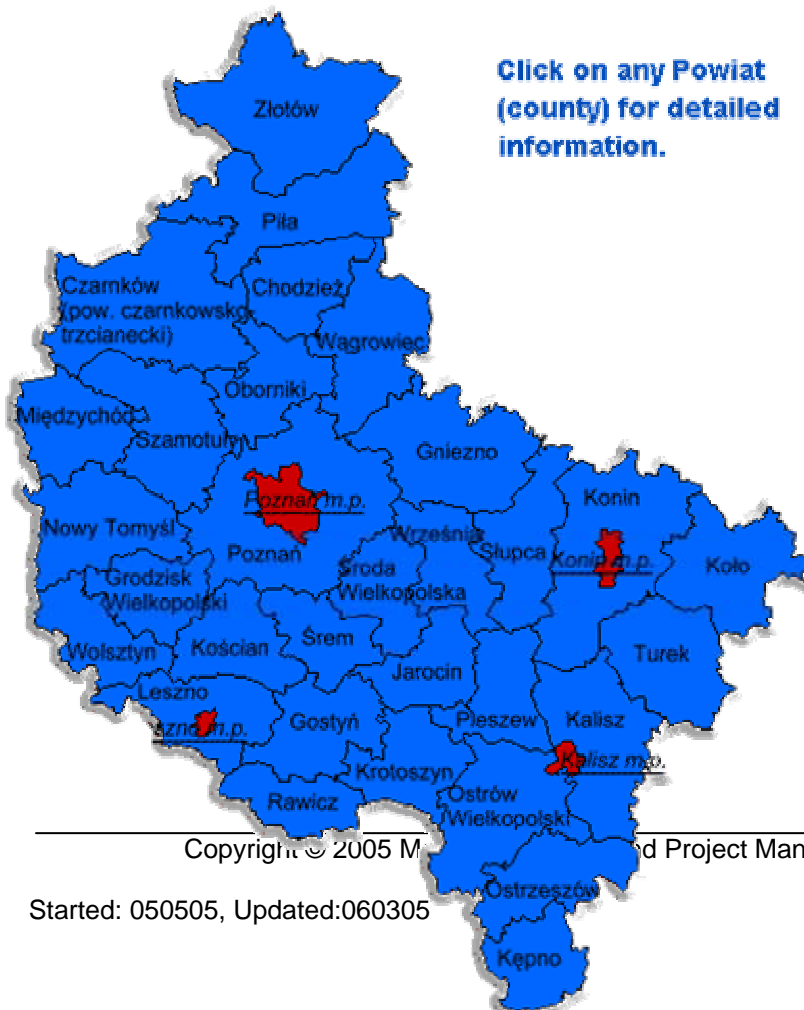 Click on any Powiat
(county) for detailed
information.
Złotów
Piła
Czarnków
(pow. czarnkowsko-
trzcianecki)
Chodzież
Wągrowiec
Oborniki
Międzychód
Szamotuły
Gniezno
Poznań m.p.
Konin
Nowy Tomyśl
Wrześnía
Słupca
Konin m.p.
Koło
Poznań
Środa
Wielkopolska
Grodzisk
Wielkopolski
Wolsztyn
Kościan
Śrem
Turek
Jarocin
Leszno
m.p.
Gostyń
Pleszew
Kalisz
Kalisz m.p.
Krotoszyn
Rawicz
Ostrów
Wielkopolski
Copyright © 2005 M d Project Man
Ostrzeszów
Started: 050505, Updated:060305
Kępno